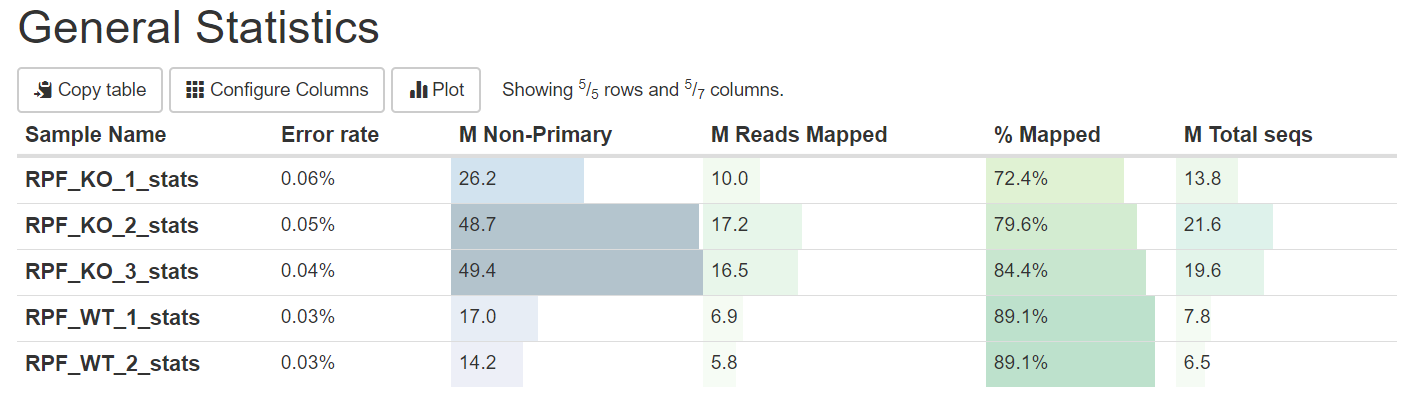 General Statistics
Copy table Configure Columns Plot Showing 5/5 rows and 5/7 columns.
Sample Name Error rate M Non-Primary M Reads Mapped % Mapped M Total seqs
RPF_KO_1_stats 0.06% 26.2 10.0 72.4% 13.8
RPF_KO_2_stats 0.05% 48.7 17.2 79.6% 21.6
RPF_KO_3_stats 0.04% 49.4 16.5 84.4% 19.6
RPF_WT_1_stats 0.03% 17.0 6.9 89.1% 7.8
RPF_WT_2_stats 0.03% 14.2 5.8 89.1% 6.5